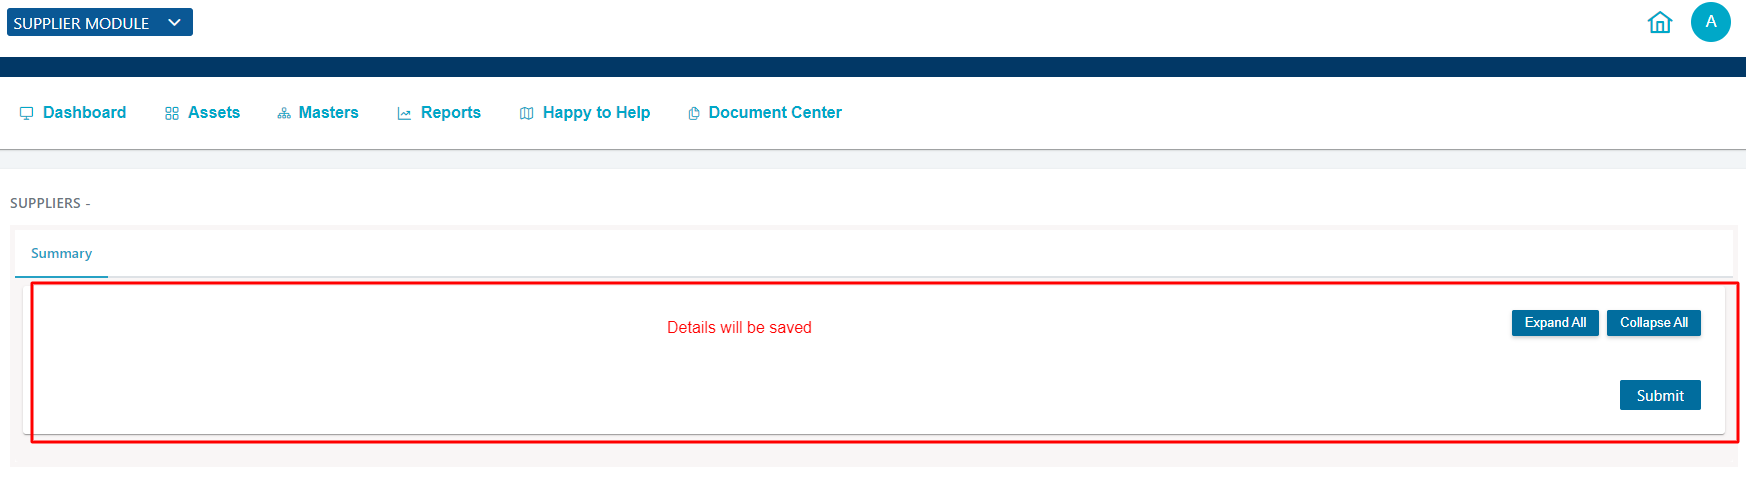 SUPPLIER MODULE
A
Dashboard Assets Masters Reports Happy to Help Document Center
SUPPLIERS -
Summary
Details will be saved
Expand All Collapse All
Submit